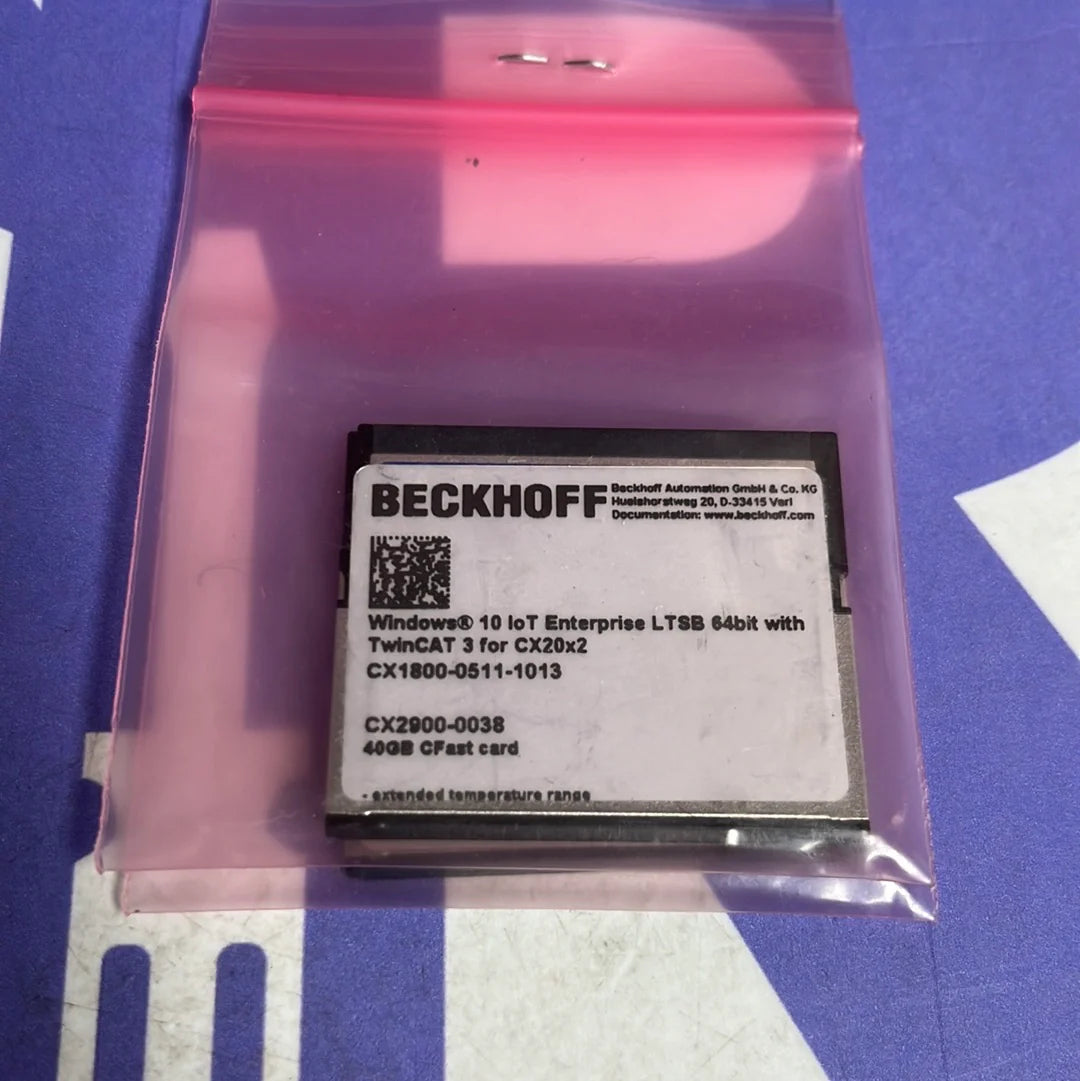 BECKHOFF
Beckhoff Automation GmbH & Co. KG
Huelshorstweg 20, D-33415 Verl
Documentation: www.beckhoff.com
Windows® 10 IoT Enterprise LTSB 64bit with
TwinCAT 3 for CX20x2
CX1800-0511-1013
CX2900-0038
40GB CFast card
- extended temperature range